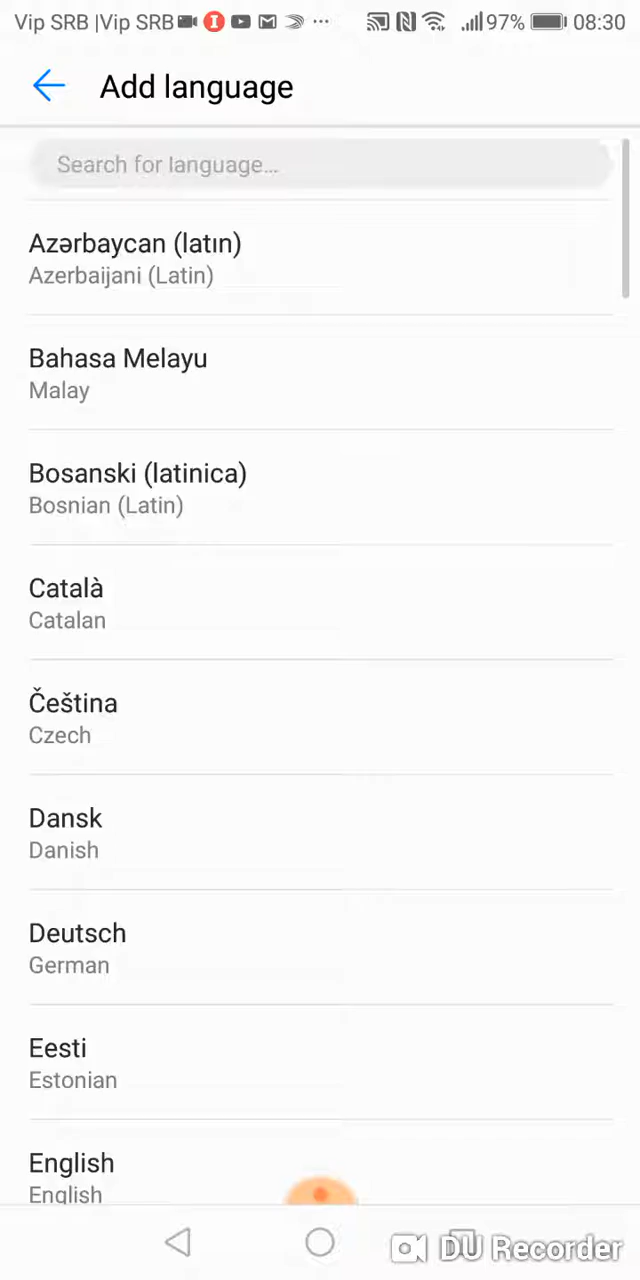 Vip SRB |Vip SRB ... 97% 08:30
Add language
Search for language...
Azərbaycan (latın)
Azerbaijani (Latin)
Bahasa Melayu
Malay
Bosanski (latinica)
Bosnian (Latin)
Català
Catalan
Čeština
Czech
Dansk
Danish
Deutsch
German
Eesti
Estonian
English
English
DU Recorder